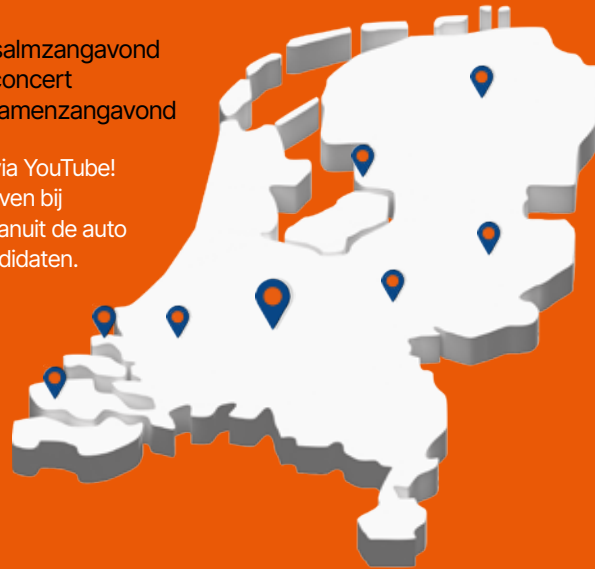 salmzangavond
concert
amenzangavond
via YouTube!
ven bij
anuit de auto
didaten.